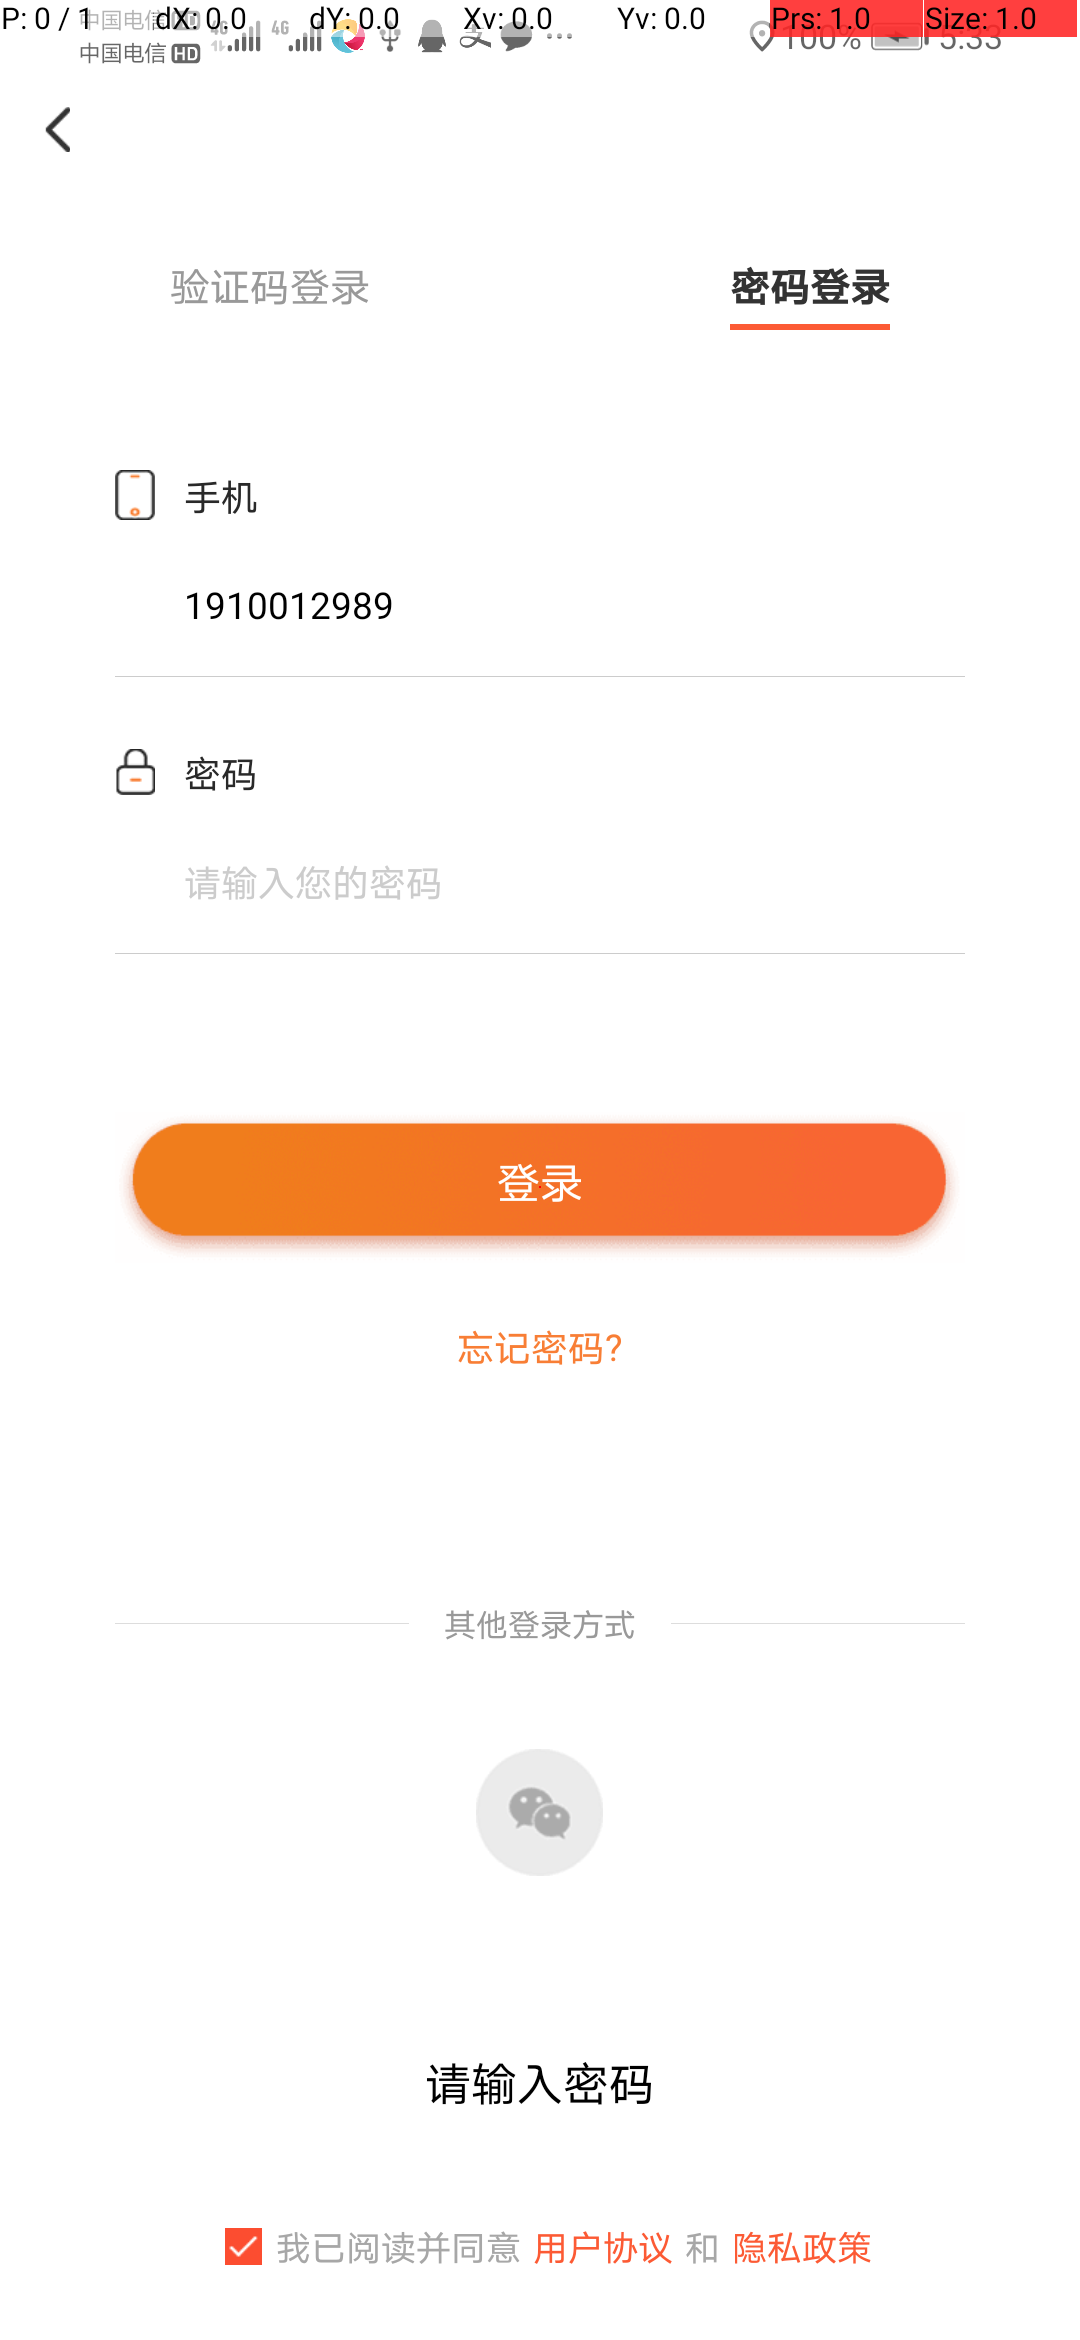 P: 0 / 1 dX: 0.0 dY: 0.0 Xv: 0.0 Yv: 0.0 Prs: 1.0 Size: 1.0
中国电信 HD 4G 4G 100% 5:33
中国电信 HD
验证码登录 密码登录
手机
1910012989
密码
请输入您的密码
登录
忘记密码?
其他登录方式
请输入密码
我已阅读并同意 用户协议 和 隐私政策